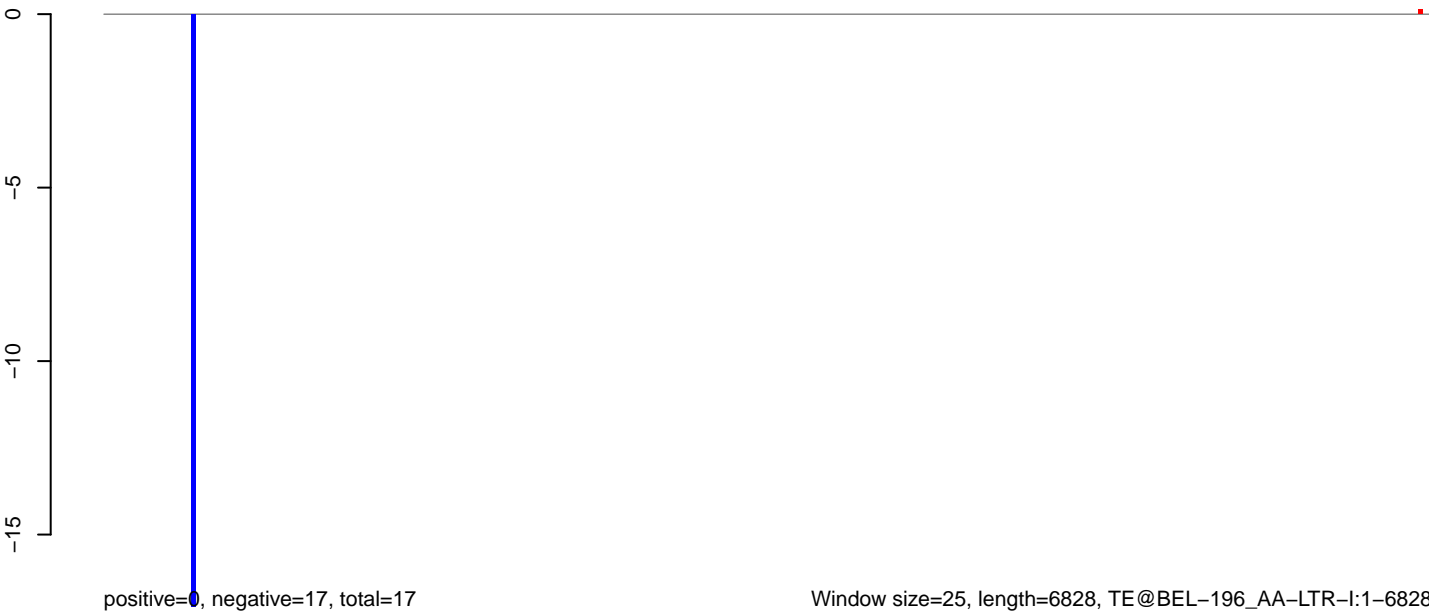 0
−5
−10
−15
positive=0, negative=17, total=17
Window size=25, length=6828, TE@BEL−196_AA−LTR−I:1−6828